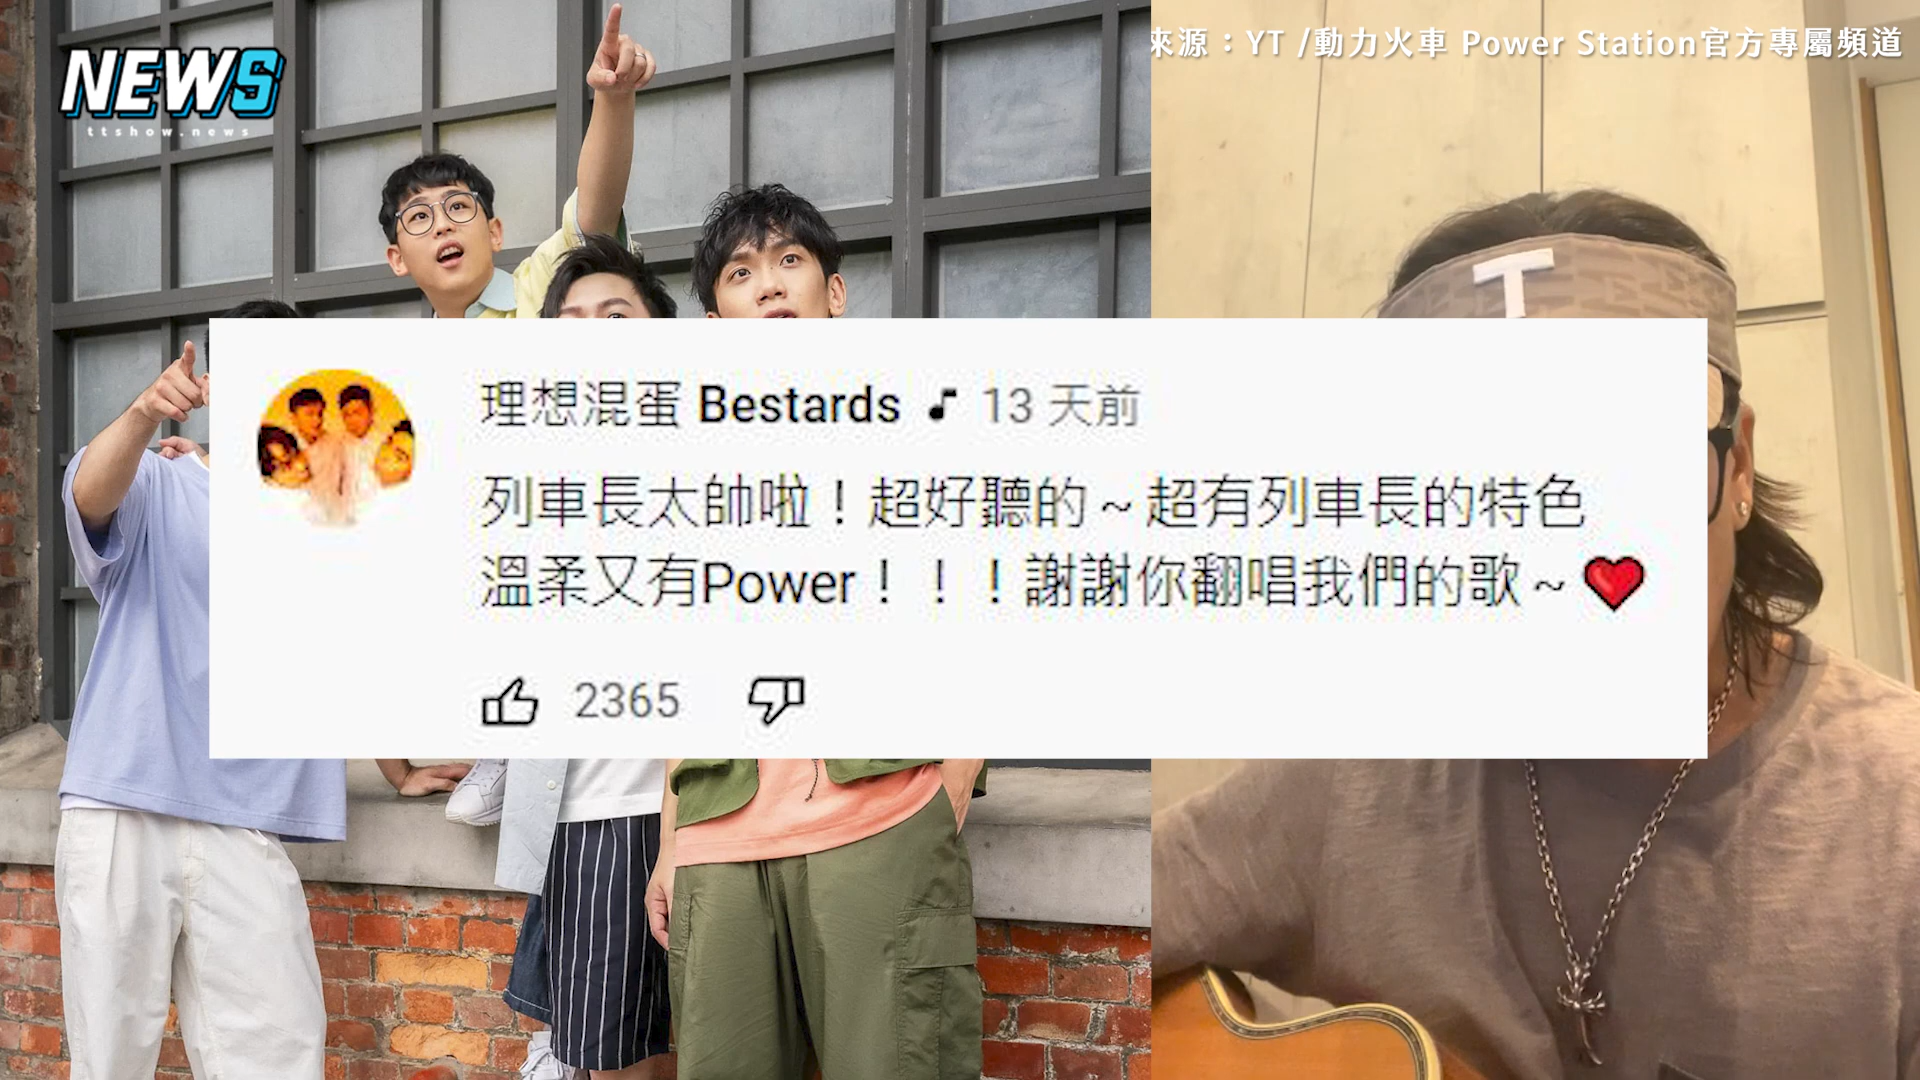 NEWS
ttshow.news
來源：YT /動力火車 Power Station官方專屬頻道
T
理想混蛋 Bestards 13 天前
列車長太帥啦！超好聽的～超有列車長的特色
溫柔又有Power！！！謝謝你翻唱我們的歌～
2365